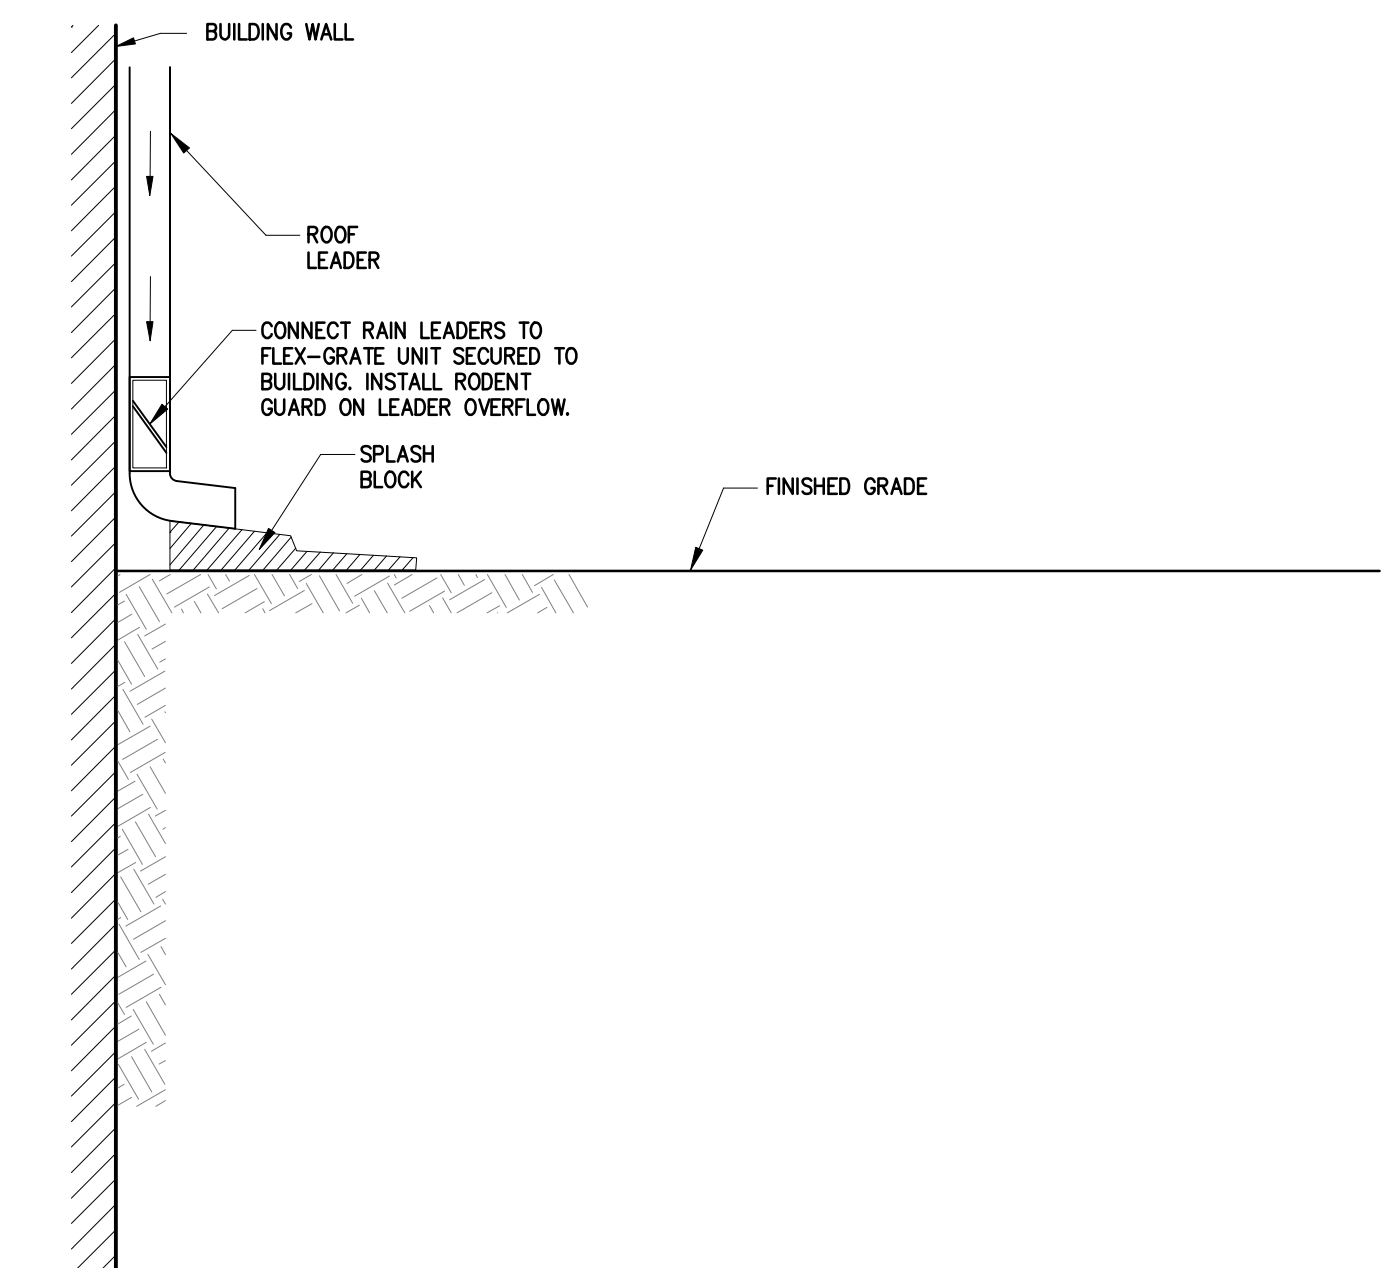 BUILDING WALL
ROOF
LEADER
CONNECT RAIN LEADERS TO
FLEX-GRATE UNIT SECURED TO
BUILDING. INSTALL RODENT
GUARD ON LEADER OVERFLOW.
SPLASH
BLOCK
FINISHED GRADE